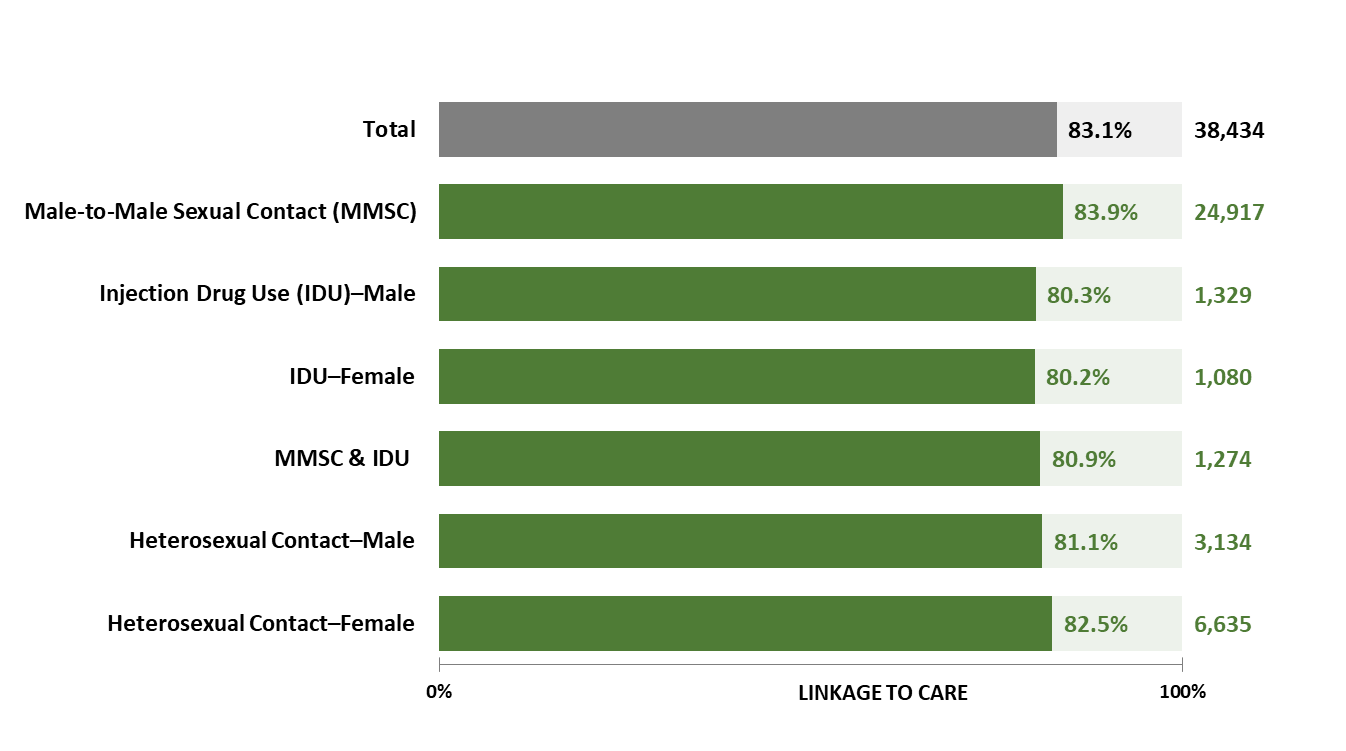 Total 83.1% 38,434
Male-to-Male Sexual Contact (MMSC) 83.9% 24,917
Injection Drug Use (IDU)–Male 80.3% 1,329
IDU–Female 80.2% 1,080
MMSC & IDU 80.9% 1,274
Heterosexual Contact–Male 81.1% 3,134
Heterosexual Contact–Female 82.5% 6,635
0% LINKAGE TO CARE 100%